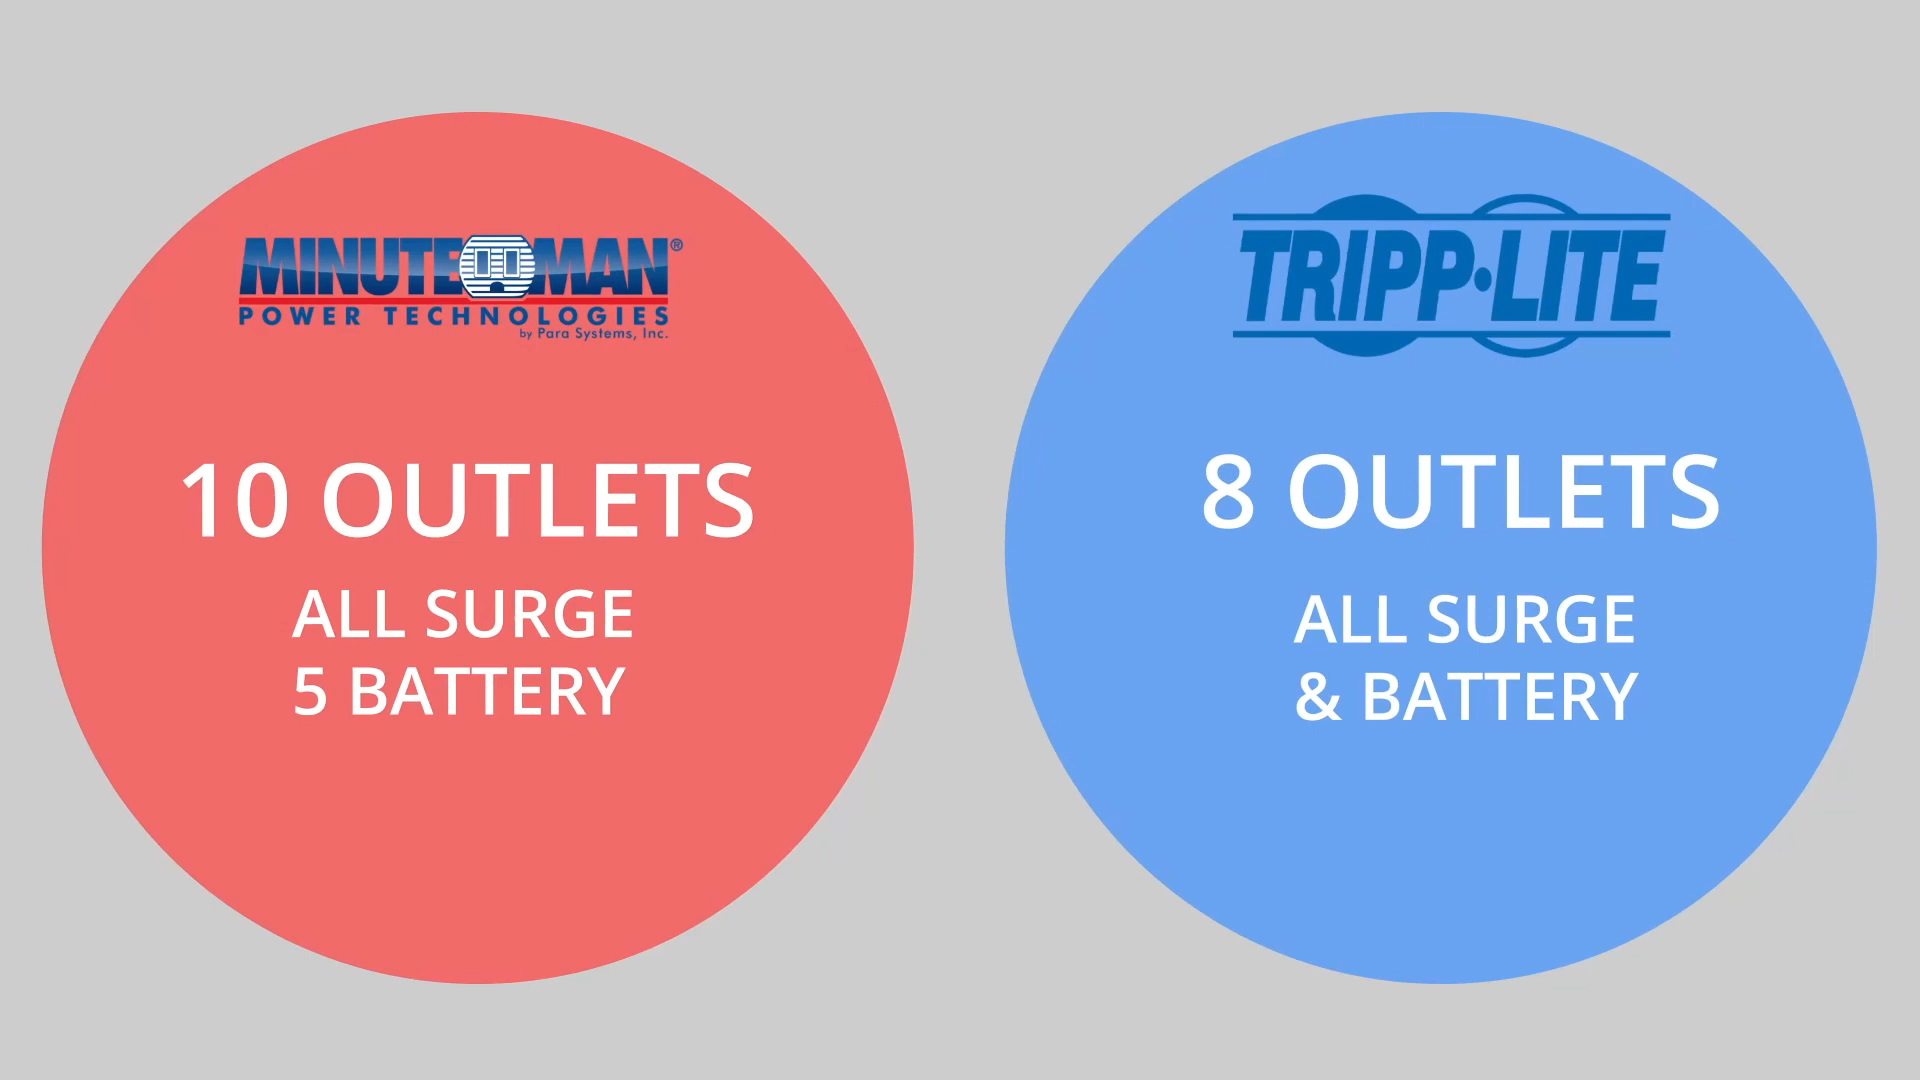 MINUTEMAN®
POWER TECHNOLOGIES
by Para Systems, Inc.
10 OUTLETS
ALL SURGE
5 BATTERY
TRIPP·LITE
8 OUTLETS
ALL SURGE
& BATTERY